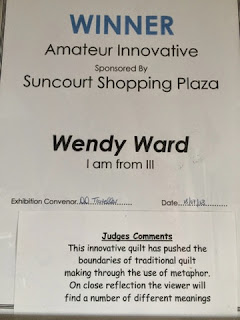 WINNER
Amateur Innovative
Sponsored By
Suncourt Shopping Plaza
Wendy Ward
I am from III
Exhibition Convenor Date
Judges Comments
This innovative quilt has pushed the
boundaries of traditional quilt
making through the use of metaphor.
On close reflection the viewer will
find a number of different meanings